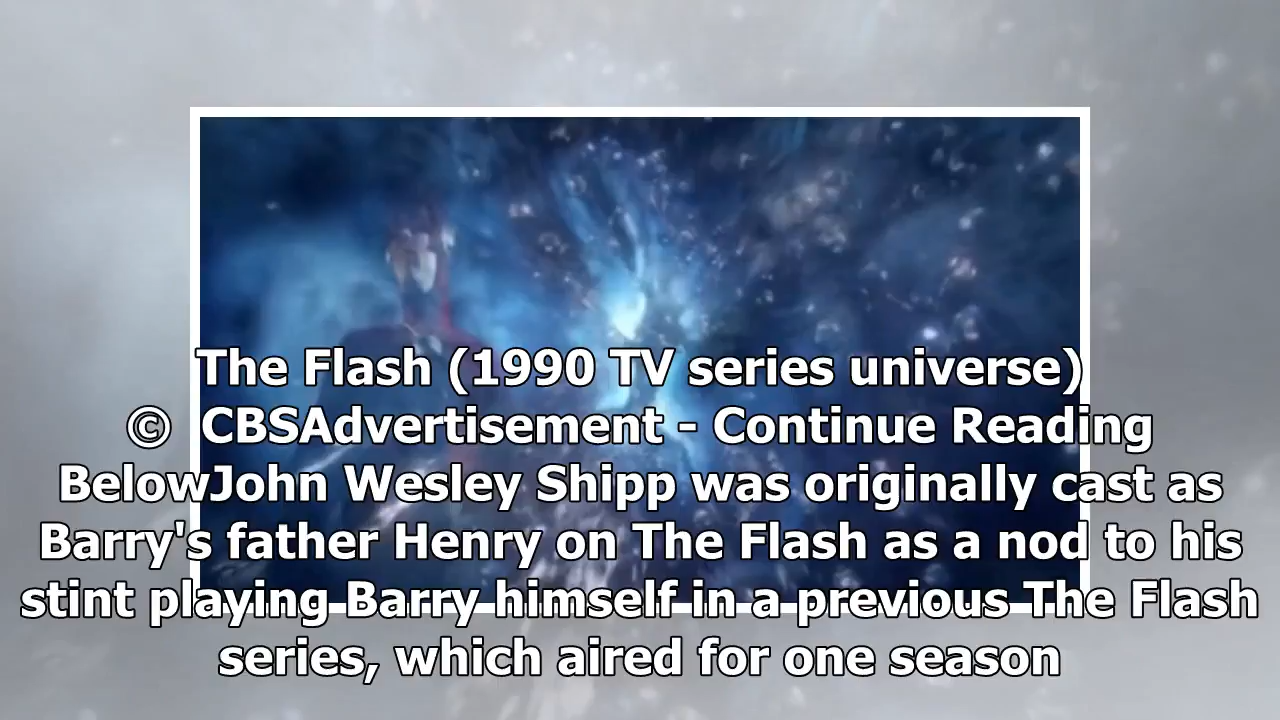 The Flash (1990 TV series universe)
© CBSAdvertisement - Continue Reading
BelowJohn Wesley Shipp was originally cast as
Barry's father Henry on The Flash as a nod to his
stint playing Barry himself in a previous The Flash
series, which aired for one season